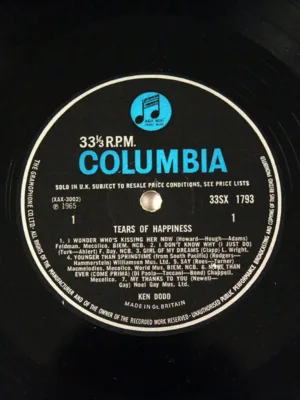 MAGIC NOTES
TRADE MARK
33⅓ R.P.M.
COLUMBIA
SOLD IN U.K. SUBJECT TO RESALE PRICE CONDITIONS, SEE PRICE LISTS
(XAX-3002)
℗ 1965
33SX 1793
1
1
TEARS OF HAPPINESS
1. I WONDER WHO'S KISSING HER NOW (Howard—Hough—Adams)
Feldman, Mecolico, BIEM, NCB. 2. I DON'T KNOW WHY (I JUST DO)
(Turk—Ahlert) F. Day, NCB. 3. GIRL OF MY DREAMS (Clapp) L. Wright.
4. YOUNGER THAN SPRINGTIME (from South Pacific) (Rodgers—
Hammerstein) Williamson Mus. Ltd. 5. SAY (Rees—Turner)
Macmelodies, Mecolico, World Mus, BIEM, NCB. 6. MORE THAN
EVER COME PRIMA) (Di Paola—Taccani—Bond) Chappell,
Mecolico. 7. MY THANKS TO YOU (Newell—
Gay) Noel Gay Mus. Ltd.
KEN DODD
MADE IN GT. BRITAIN
THE GRAMOPHONE CO. LTD. ALL RIGHTS OF THE MANUFACTURER AND OF THE OWNER OF THE RECORDED WORK RESERVED—UNAUTHORISED PUBLIC PERFORMANCE, BROADCASTING AND COPYING OF THIS RECORD PROHIBITED